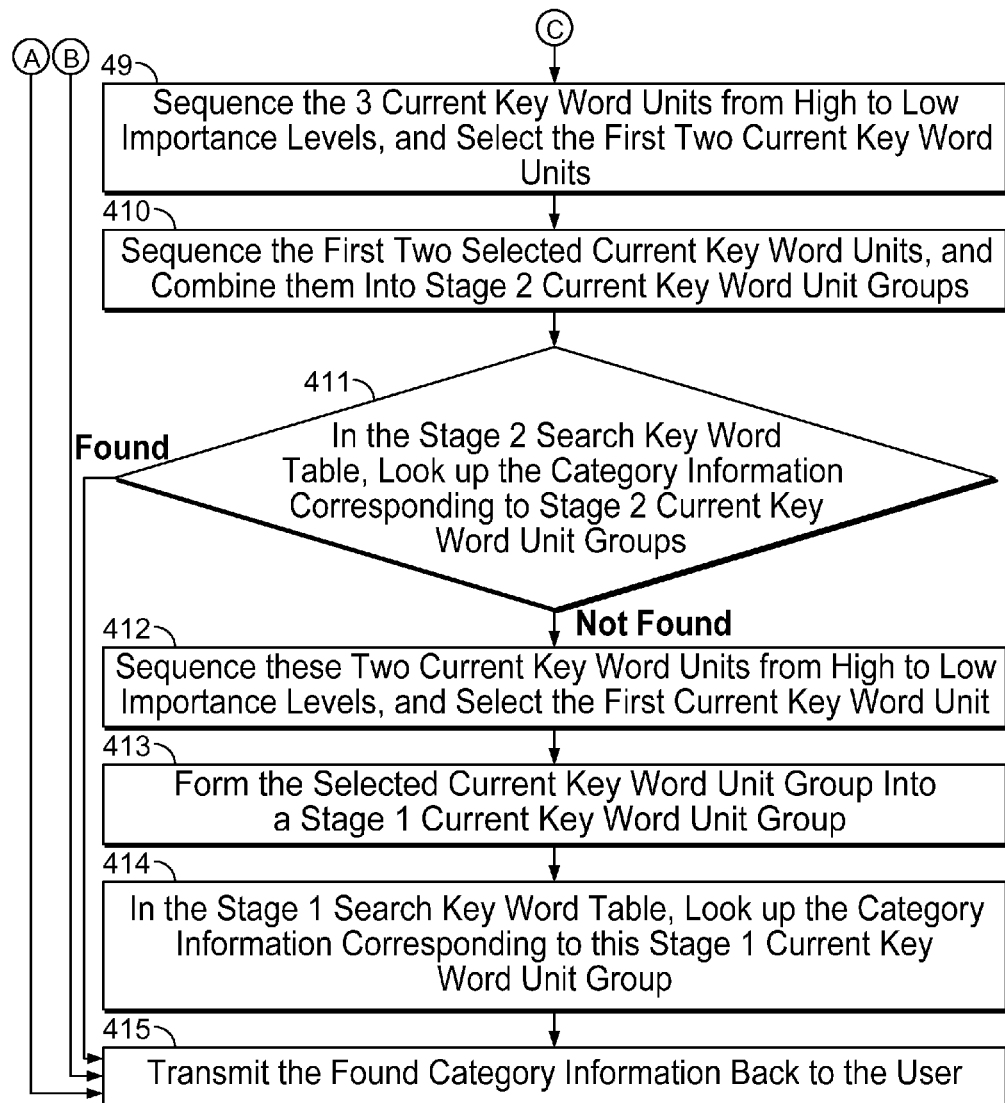 A B
C
49
Sequence the 3 Current Key Word Units from High to Low
Importance Levels, and Select the First Two Current Key Word
Units
410
Sequence the First Two Selected Current Key Word Units, and
Combine them Into Stage 2 Current Key Word Unit Groups
411
Found
In the Stage 2 Search Key Word
Table, Look up the Category Information
Corresponding to Stage 2 Current Key
Word Unit Groups
Not Found
412
Sequence these Two Current Key Word Units from High to Low
Importance Levels, and Select the First Current Key Word Unit
413
Form the Selected Current Key Word Unit Group Into
a Stage 1 Current Key Word Unit Group
414
In the Stage 1 Search Key Word Table, Look up the Category
Information Corresponding to this Stage 1 Current Key
Word Unit Group
415
Transmit the Found Category Information Back to the User